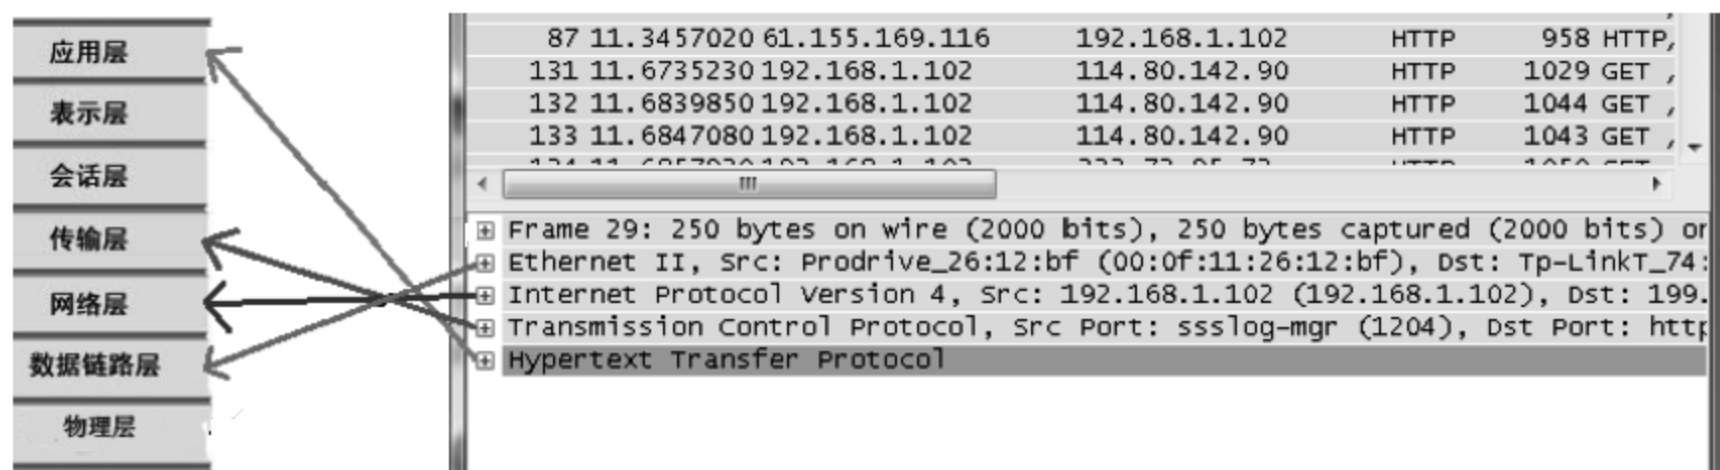 应用层
表示层
会话层
传输层
网络层
数据链路层
物理层
87 11.3457020 61.155.169.116 192.168.1.102 HTTP 958 HTTP,
131 11.6735230 192.168.1.102 114.80.142.90 HTTP 1029 GET ,
132 11.6839850 192.168.1.102 114.80.142.90 HTTP 1044 GET ,
133 11.6847080 192.168.1.102 114.80.142.90 HTTP 1043 GET ,
Frame 29: 250 bytes on wire (2000 bits), 250 bytes captured (2000 bits) or
Ethernet II, Src: Prodrive_26:12:bf (00:0f:11:26:12:bf), Dst: Tp-LinkT_74:
Internet Protocol Version 4, Src: 192.168.1.102 (192.168.1.102), Dst: 199.
Transmission Control Protocol, Src Port: ssslog-mgr (1204), Dst Port: http
Hypertext Transfer Protocol